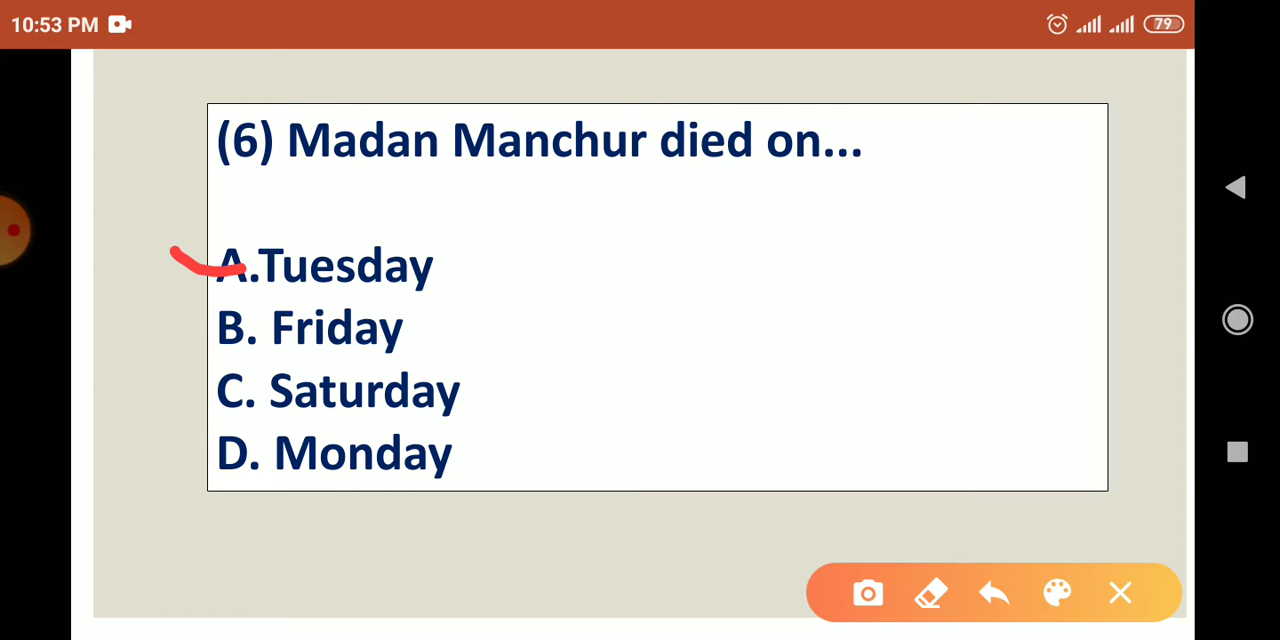 10:53 PM
79
(6) Madan Manchur died on...
A.Tuesday
B. Friday
C. Saturday
D. Monday